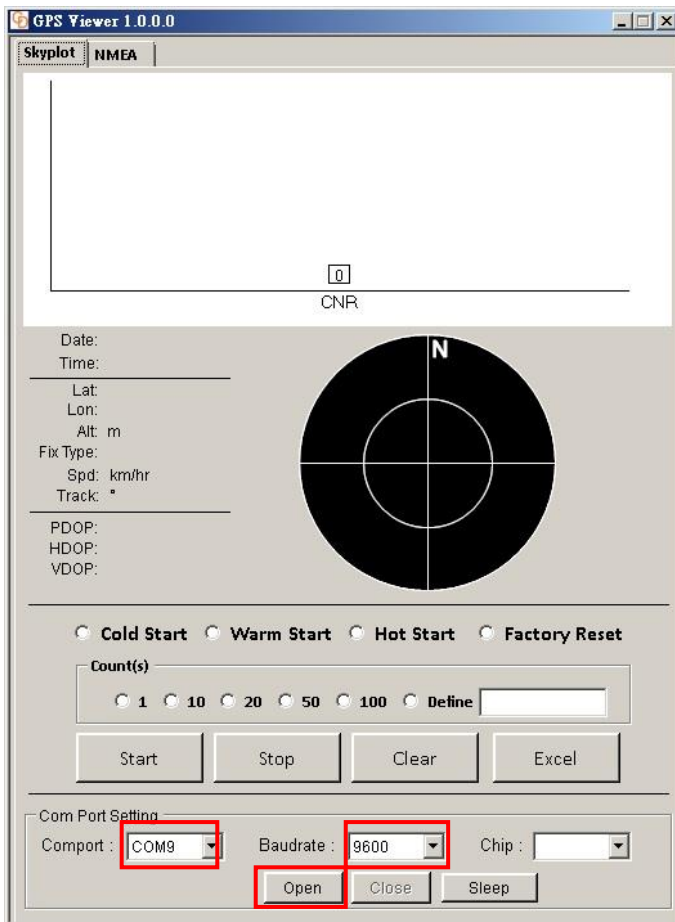 GPS Viewer 1.0.0.0
Skyplot NMEA
0
CNR
N
Date:
Time:
Lat:
Lon:
Alt: m
Fix Type:
Spd: km/hr
Track: °
PDOP:
HDOP:
VDOP:
Cold Start Warm Start Hot Start Factory Reset
Count(s)
1 10 20 50 100 Define
Start Stop Clear Excel
Com Port Setting
Comport : COM9 Baudrate : 9600 Chip :
Open Close Sleep